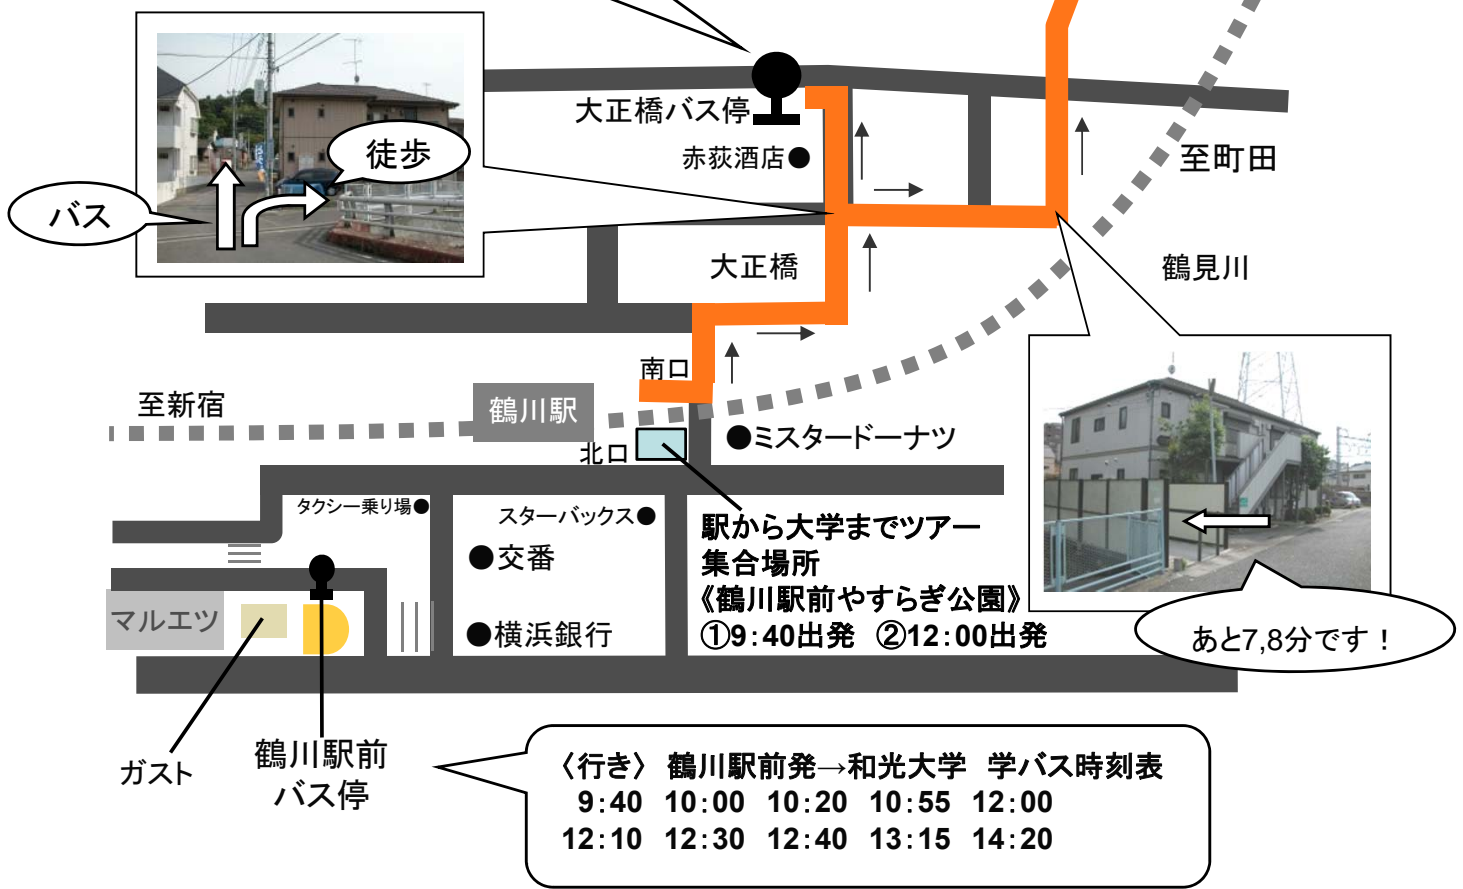 大正橋バス停
徒歩
赤荻酒店●
至町田
バス
大正橋
鶴見川
南口
至新宿
鶴川駅
●ミスタードーナツ
北口
タクシー乗り場●
スターバックス●
駅から大学までツアー
集合場所
《鶴川駅前やすらぎ公園》
①9:40出発 ②12:00出発
●交番
マルエツ
●横浜銀行
あと7,8分です！
ガスト
鶴川駅前
バス停
〈行き〉 鶴川駅前発→和光大学 学バス時刻表
9:40 10:00 10:20 10:55 12:00
12:10 12:30 12:40 13:15 14:20